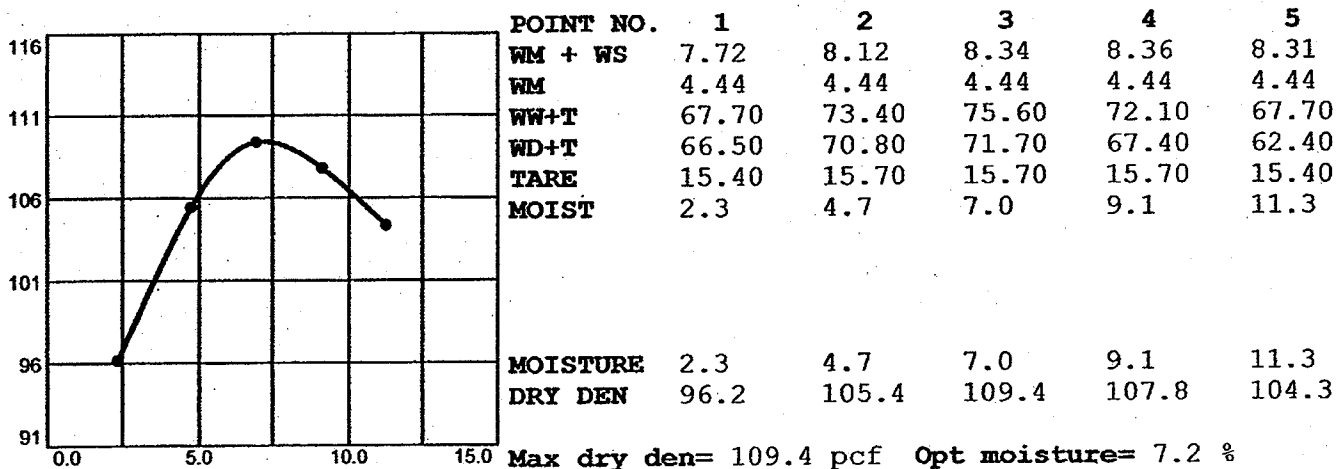 116
111
106
101
96
91
0.0 5.0 10.0 15.0
POINT NO. 1 2 3 4 5
WM + WS 7.72 8.12 8.34 8.36 8.31
WM 4.44 4.44 4.44 4.44 4.44
WW+T 67.70 73.40 75.60 72.10 67.70
WD+T 66.50 70.80 71.70 67.40 62.40
TARE 15.40 15.70 15.70 15.70 15.40
MOIST 2.3 4.7 7.0 9.1 11.3
MOISTURE 2.3 4.7 7.0 9.1 11.3
DRY DEN 96.2 105.4 109.4 107.8 104.3
Max dry den= 109.4 pcf Opt moisture= 7.2 %